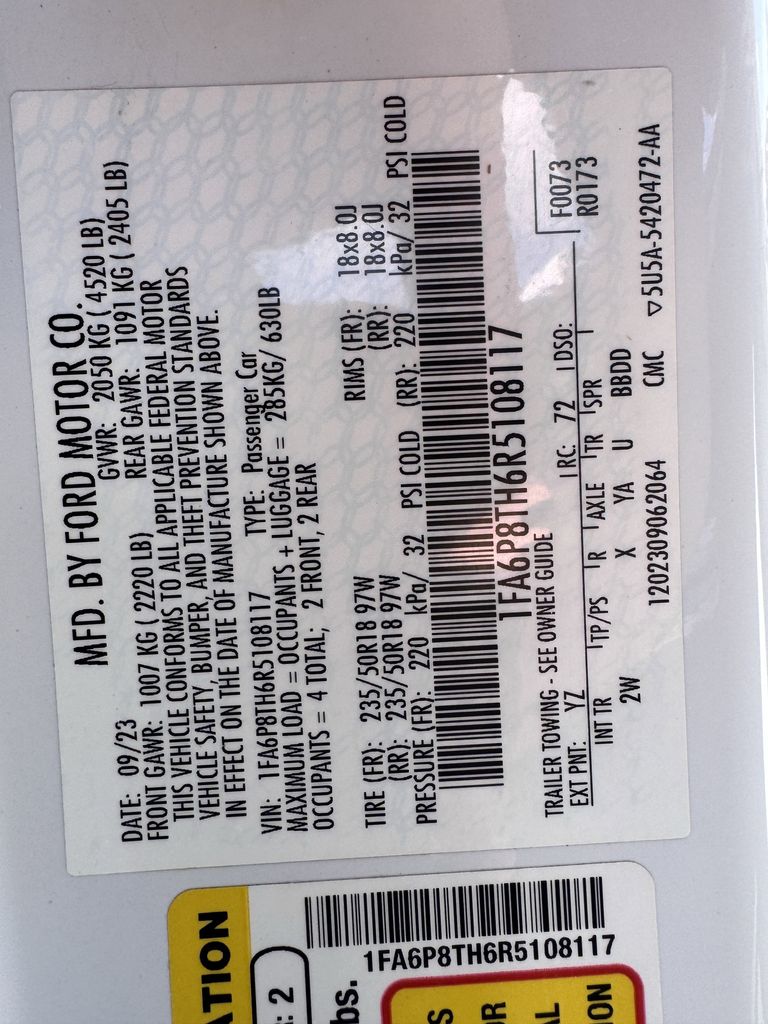 MFD. BY FORD MOTOR CO.
DATE: 09/23 GVWR: 2050 KG ( 4520 LB)
FRONT GAWR: 1007 KG ( 2220 LB) REAR GAWR: 1091 KG ( 2405 LB)
THIS VEHICLE CONFORMS TO ALL APPLICABLE FEDERAL MOTOR
VEHICLE SAFETY, BUMPER, AND THEFT PREVENTION STANDARDS
IN EFFECT ON THE DATE OF MANUFACTURE SHOWN ABOVE.
VIN: 1FA6P8TH6R5108117 TYPE: Passenger Car
MAXIMUM LOAD = OCCUPANTS + LUGGAGE = 285KG/ 630LB
OCCUPANTS = 4 TOTAL; 2 FRONT, 2 REAR
TIRE (FR): 235/50R18 97W RIMS (FR): 18x8.0J
(RR): 235/50R18 97W (RR): 18x8.0J
PRESSURE (FR): 220 kPa/ 32 PSI COLD (RR): 220 kPa/ 32 PSI COLD
1FA6P8TH6R5108117
TRAILER TOWING - SEE OWNER GUIDE
F0073
EXT PNT: YZ RC: 72 DSO: R0173
INT TR TP/PS R AXLE TR SPR
2W X YA U BBDD
1202309062064 CMC ▽5U5A-5420472-AA
ATION
: 2
bs.
1FA6P8TH6R5108117
S
R
AL
ION